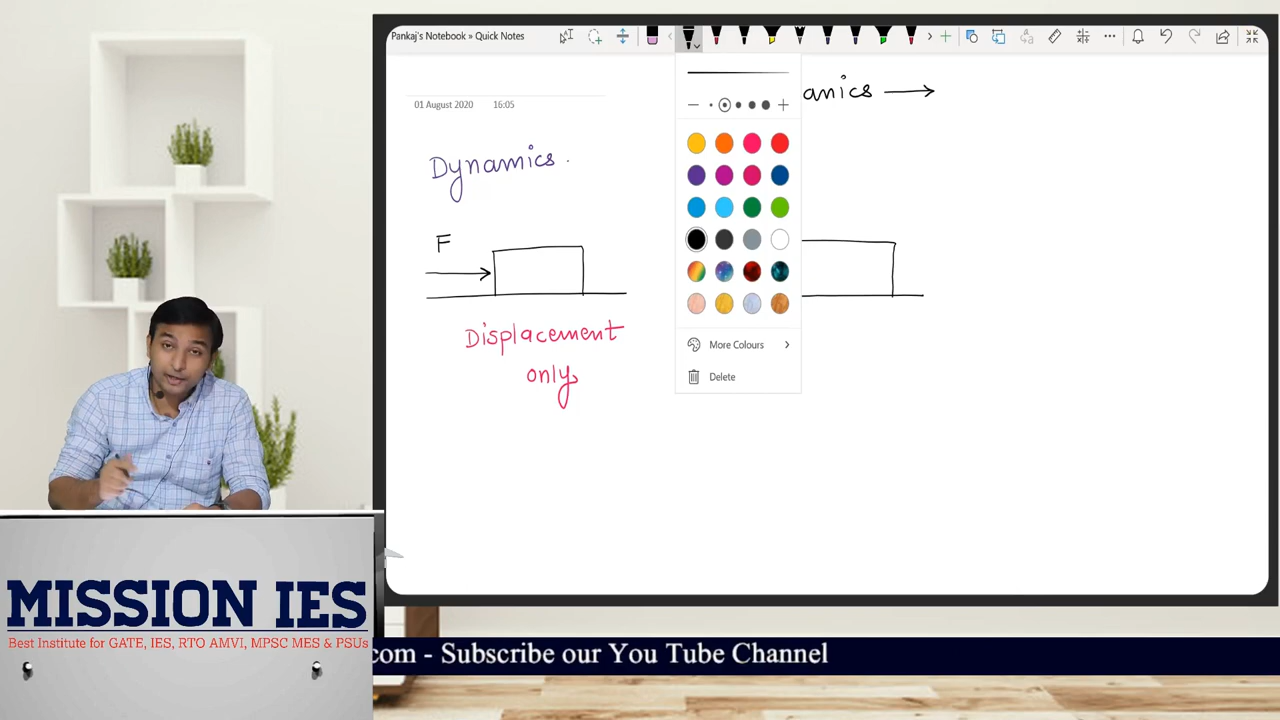 Pankaj's Notebook » Quick Notes
01 August 2020 16:05
anics
Dynamics.
F
Displacement
only
More Colours
Delete
MISSION IES
Best Institute for GATE, IES, RTO AMVI, MPSC MES & PSUs
com - Subscribe our You Tube Channel